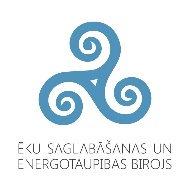 ĒKU SAGLABĀŠANAS UN
ENERGOTAUPĪBAS BIROJS